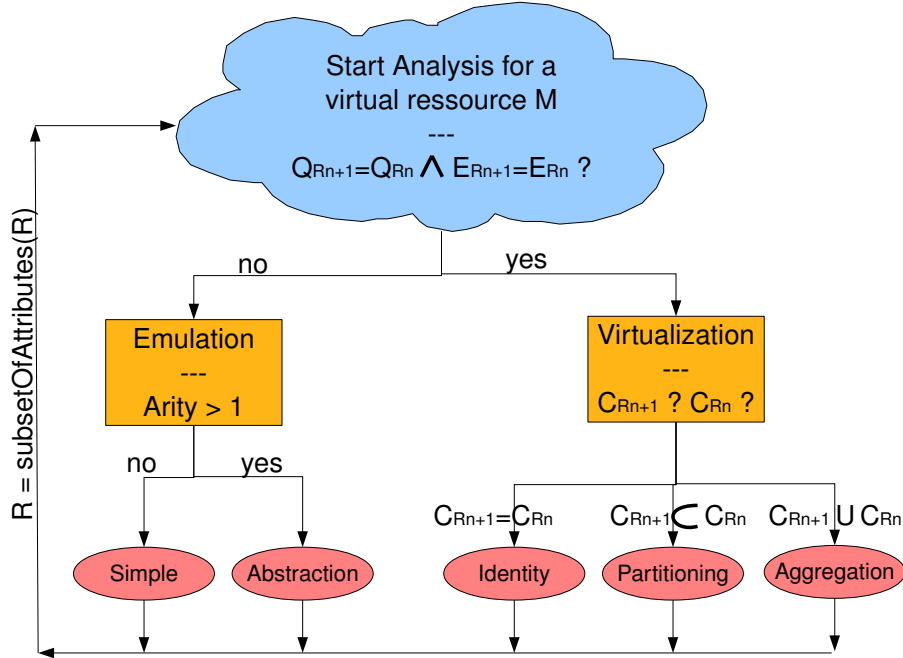 Start Analysis for a
virtual ressource M
---
QRn+1=QRn ∧ ERn+1=ERn ?
no
yes
Emulation
---
Arity > 1
Virtualization
---
CRn+1 ? CRn ?
no
yes
CRn+1=CRn
CRn+1 ⊂ CRn
CRn+1 U CRn
Simple
Abstraction
Identity
Partitioning
Aggregation
R = subsetOfAttributes(R)